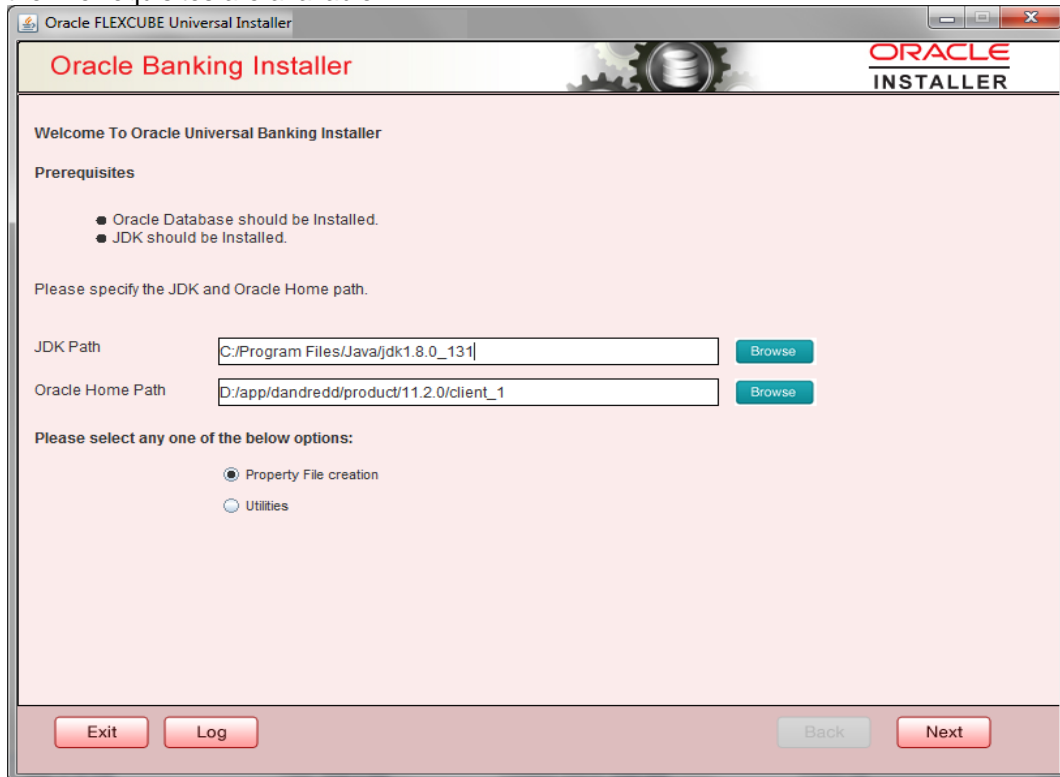 Oracle FLEXCUBE Universal Installer
Oracle Banking Installer
ORACLE
INSTALLER
Welcome To Oracle Universal Banking Installer
Prerequisites
Oracle Database should be Installed.
JDK should be Installed.
Please specify the JDK and Oracle Home path.
JDK Path C:/Program Files/Java/jdk1.8.0_131 Browse
Oracle Home Path D:/app/dandredd/product/11.2.0/client_1 Browse
Please select any one of the below options:
Property File creation
Utilities
Exit Log Back Next